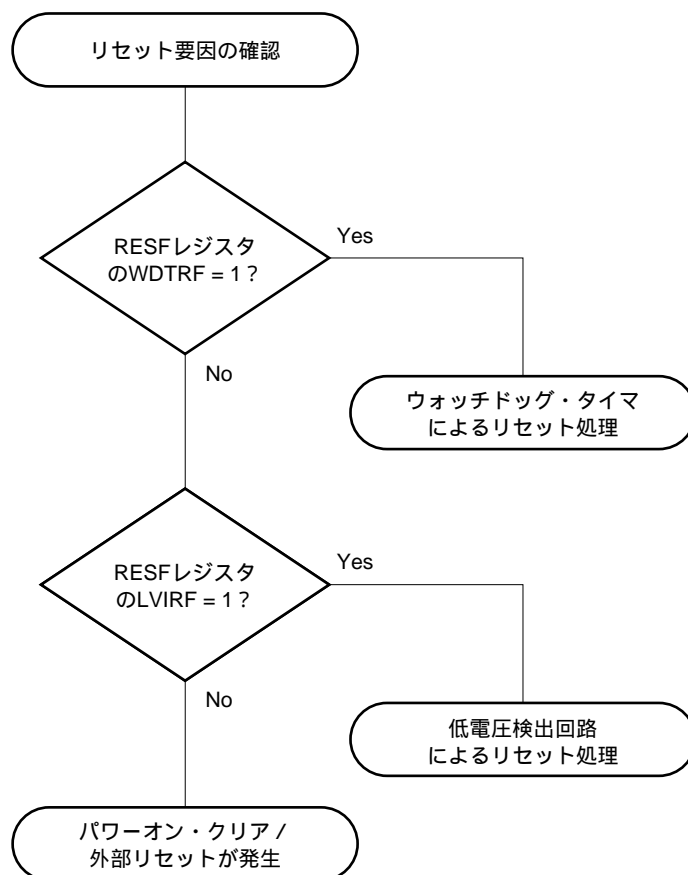 リセット要因の確認
RESFレジスタ
のWDTRF = 1？
Yes
No
ウォッチドッグ・タイマ
によるリセット処理
RESFレジスタ
のLVIRF = 1？
Yes
No
低電圧検出回路
によるリセット処理
パワーオン・クリア /
外部リセットが発生